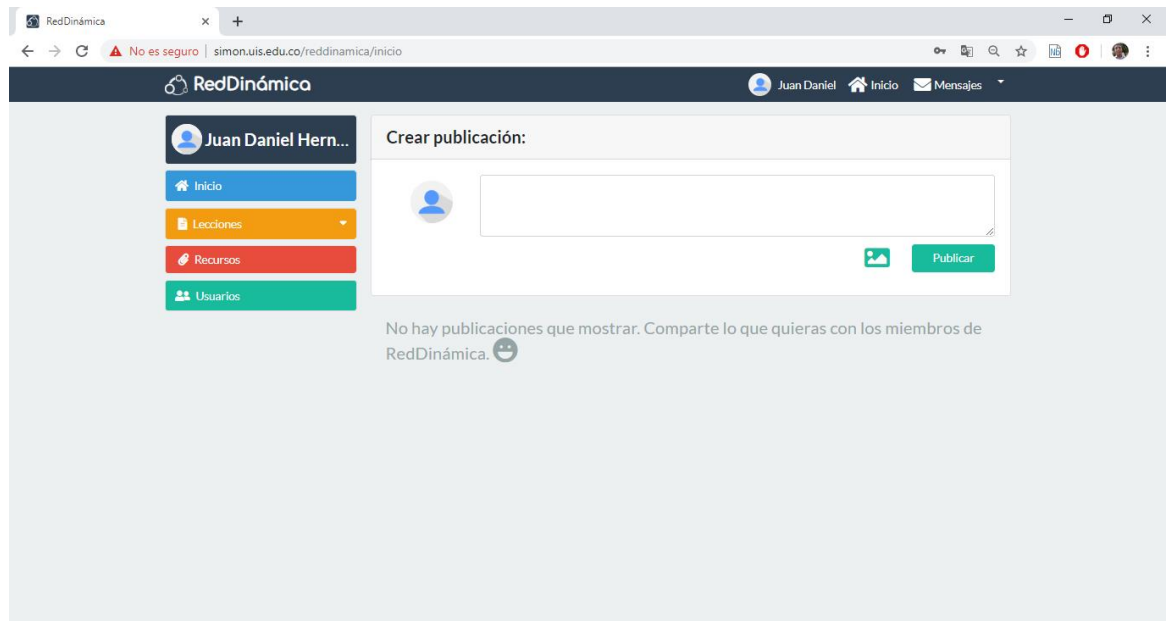 RedDinámica
No es seguro | simon.uis.edu.co/reddinamica/inicio
RedDinámica
Juan Daniel Inicio Mensajes
Juan Daniel Hern...
Inicio
Lecciones
Recursos
Usuarios
Crear publicación:
Publicar
No hay publicaciones que mostrar. Comparte lo que quieras con los miembros de
RedDinámica.